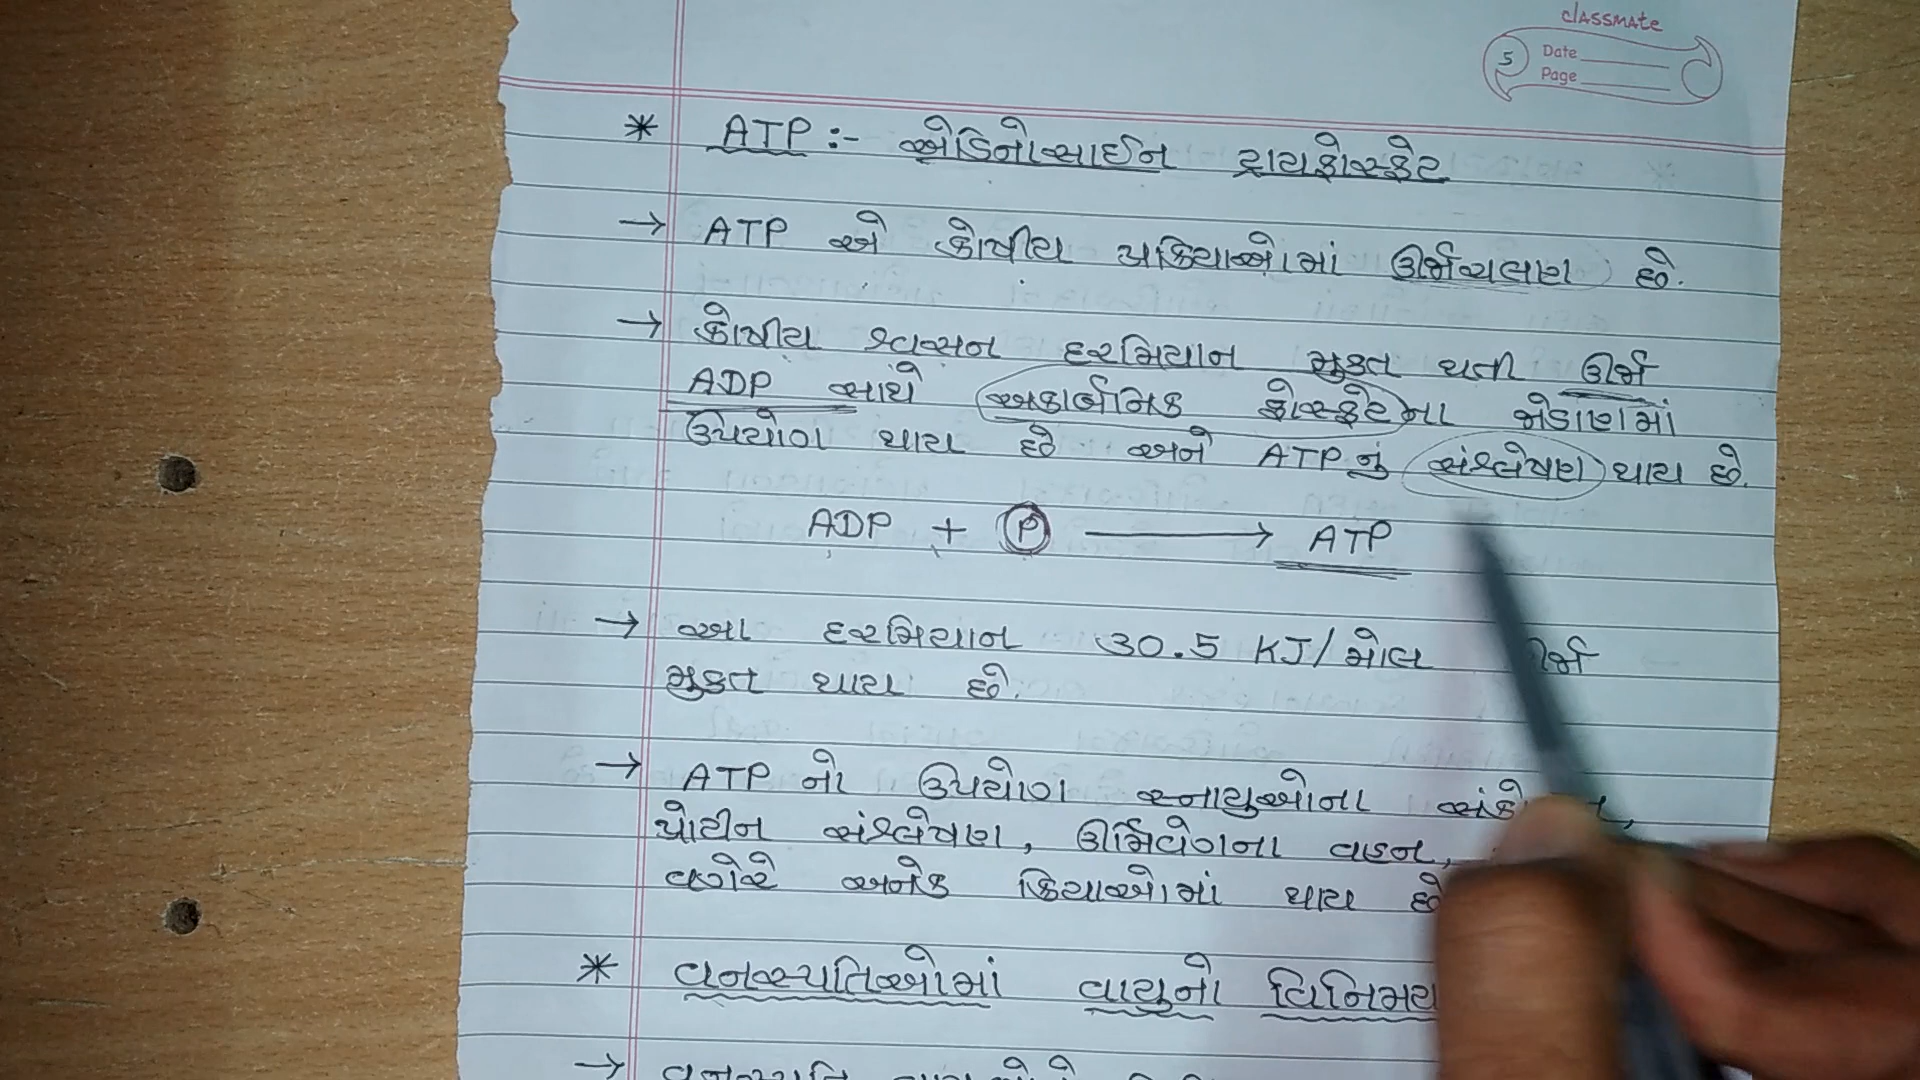 classmate
5 Date
Page
* ATP :- એડિનોસાઈન ટ્રાયફોસ્ફેટ
→ ATP એ કોષીય પ્રક્રિયાઓમાં ઊર્જાચલણ છે.
→ કોષીય શ્વસન દરમિયાન મુક્ત થતી ઊર્જા
ADP સાથે અકાર્બનિક ફોસ્ફેટના જોડાણમાં
ઉપયોગ થાય છે અને ATP નું સંશ્લેષણ થાય છે.
ADP + P → ATP
→ આ દરમિયાન 30.5 KJ/મોલ
મુક્ત થાય છે.
→ ATP નો ઉપયોગ સ્નાયુઓના
પ્રોટીન સંશ્લેષણ, ઊર્મિવેગના વહન,
વગેરે અનેક ક્રિયાઓમાં થાય છે
* વનસ્પતિઓમાં વાયુનો વિનિમય
→